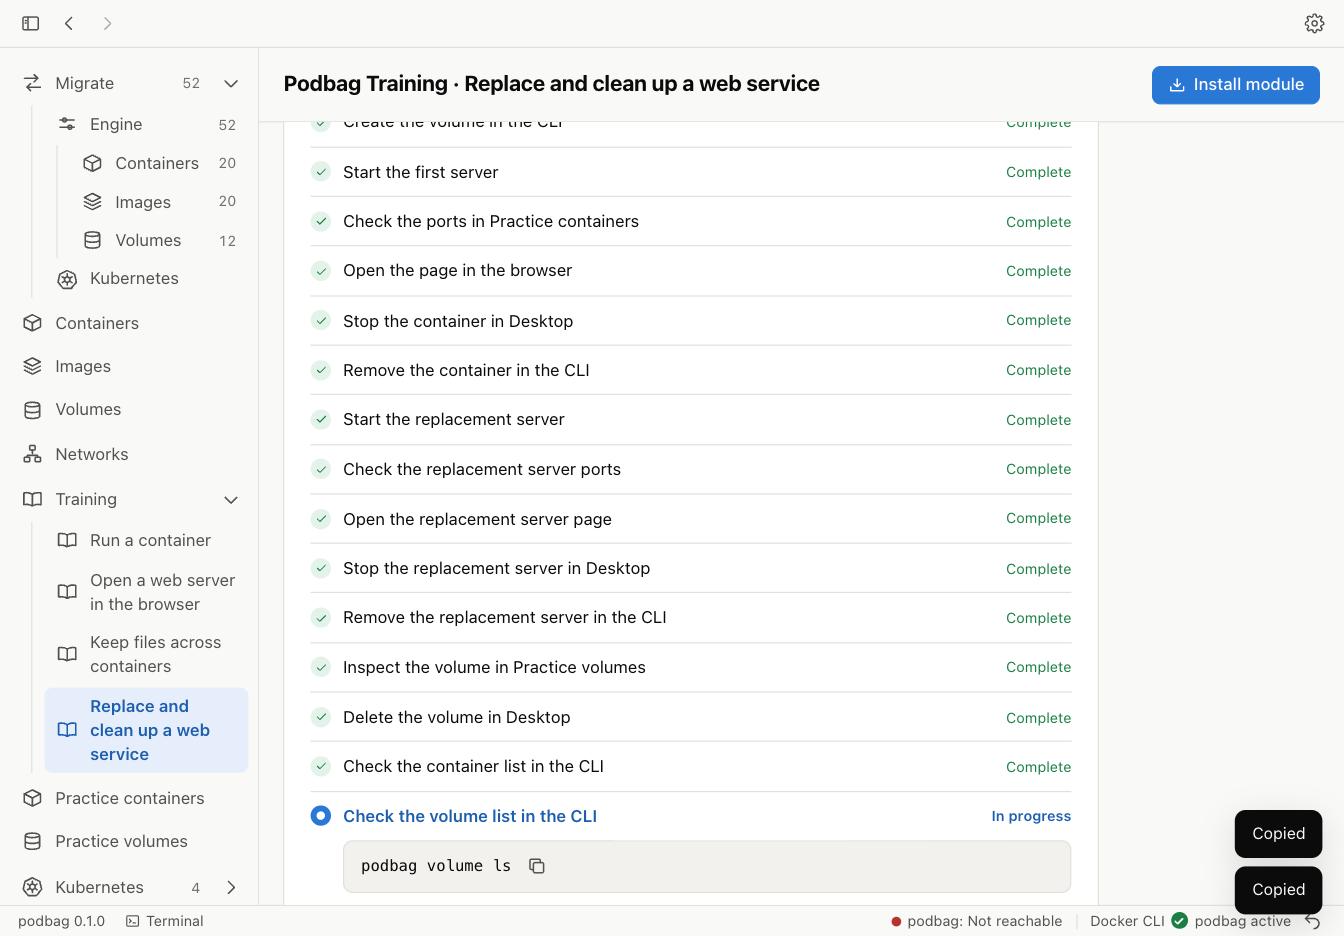 Podbag Training · Replace and clean up a web service
Install module
Migrate 52
Engine 52
Containers 20
Images 20
Volumes 12
Kubernetes
Containers
Images
Volumes
Networks
Training
Run a container
Open a web server
in the browser
Keep files across
containers
Replace and
clean up a web
service
Practice containers
Practice volumes
Kubernetes 4
Create the volume in the CLI Complete
Start the first server Complete
Check the ports in Practice containers Complete
Open the page in the browser Complete
Stop the container in Desktop Complete
Remove the container in the CLI Complete
Start the replacement server Complete
Check the replacement server ports Complete
Open the replacement server page Complete
Stop the replacement server in Desktop Complete
Remove the replacement server in the CLI Complete
Inspect the volume in Practice volumes Complete
Delete the volume in Desktop Complete
Check the container list in the CLI Complete
Check the volume list in the CLI In progress
podbag volume ls
Copied
Copied
podbag 0.1.0 Terminal podbag: Not reachable Docker CLI podbag active